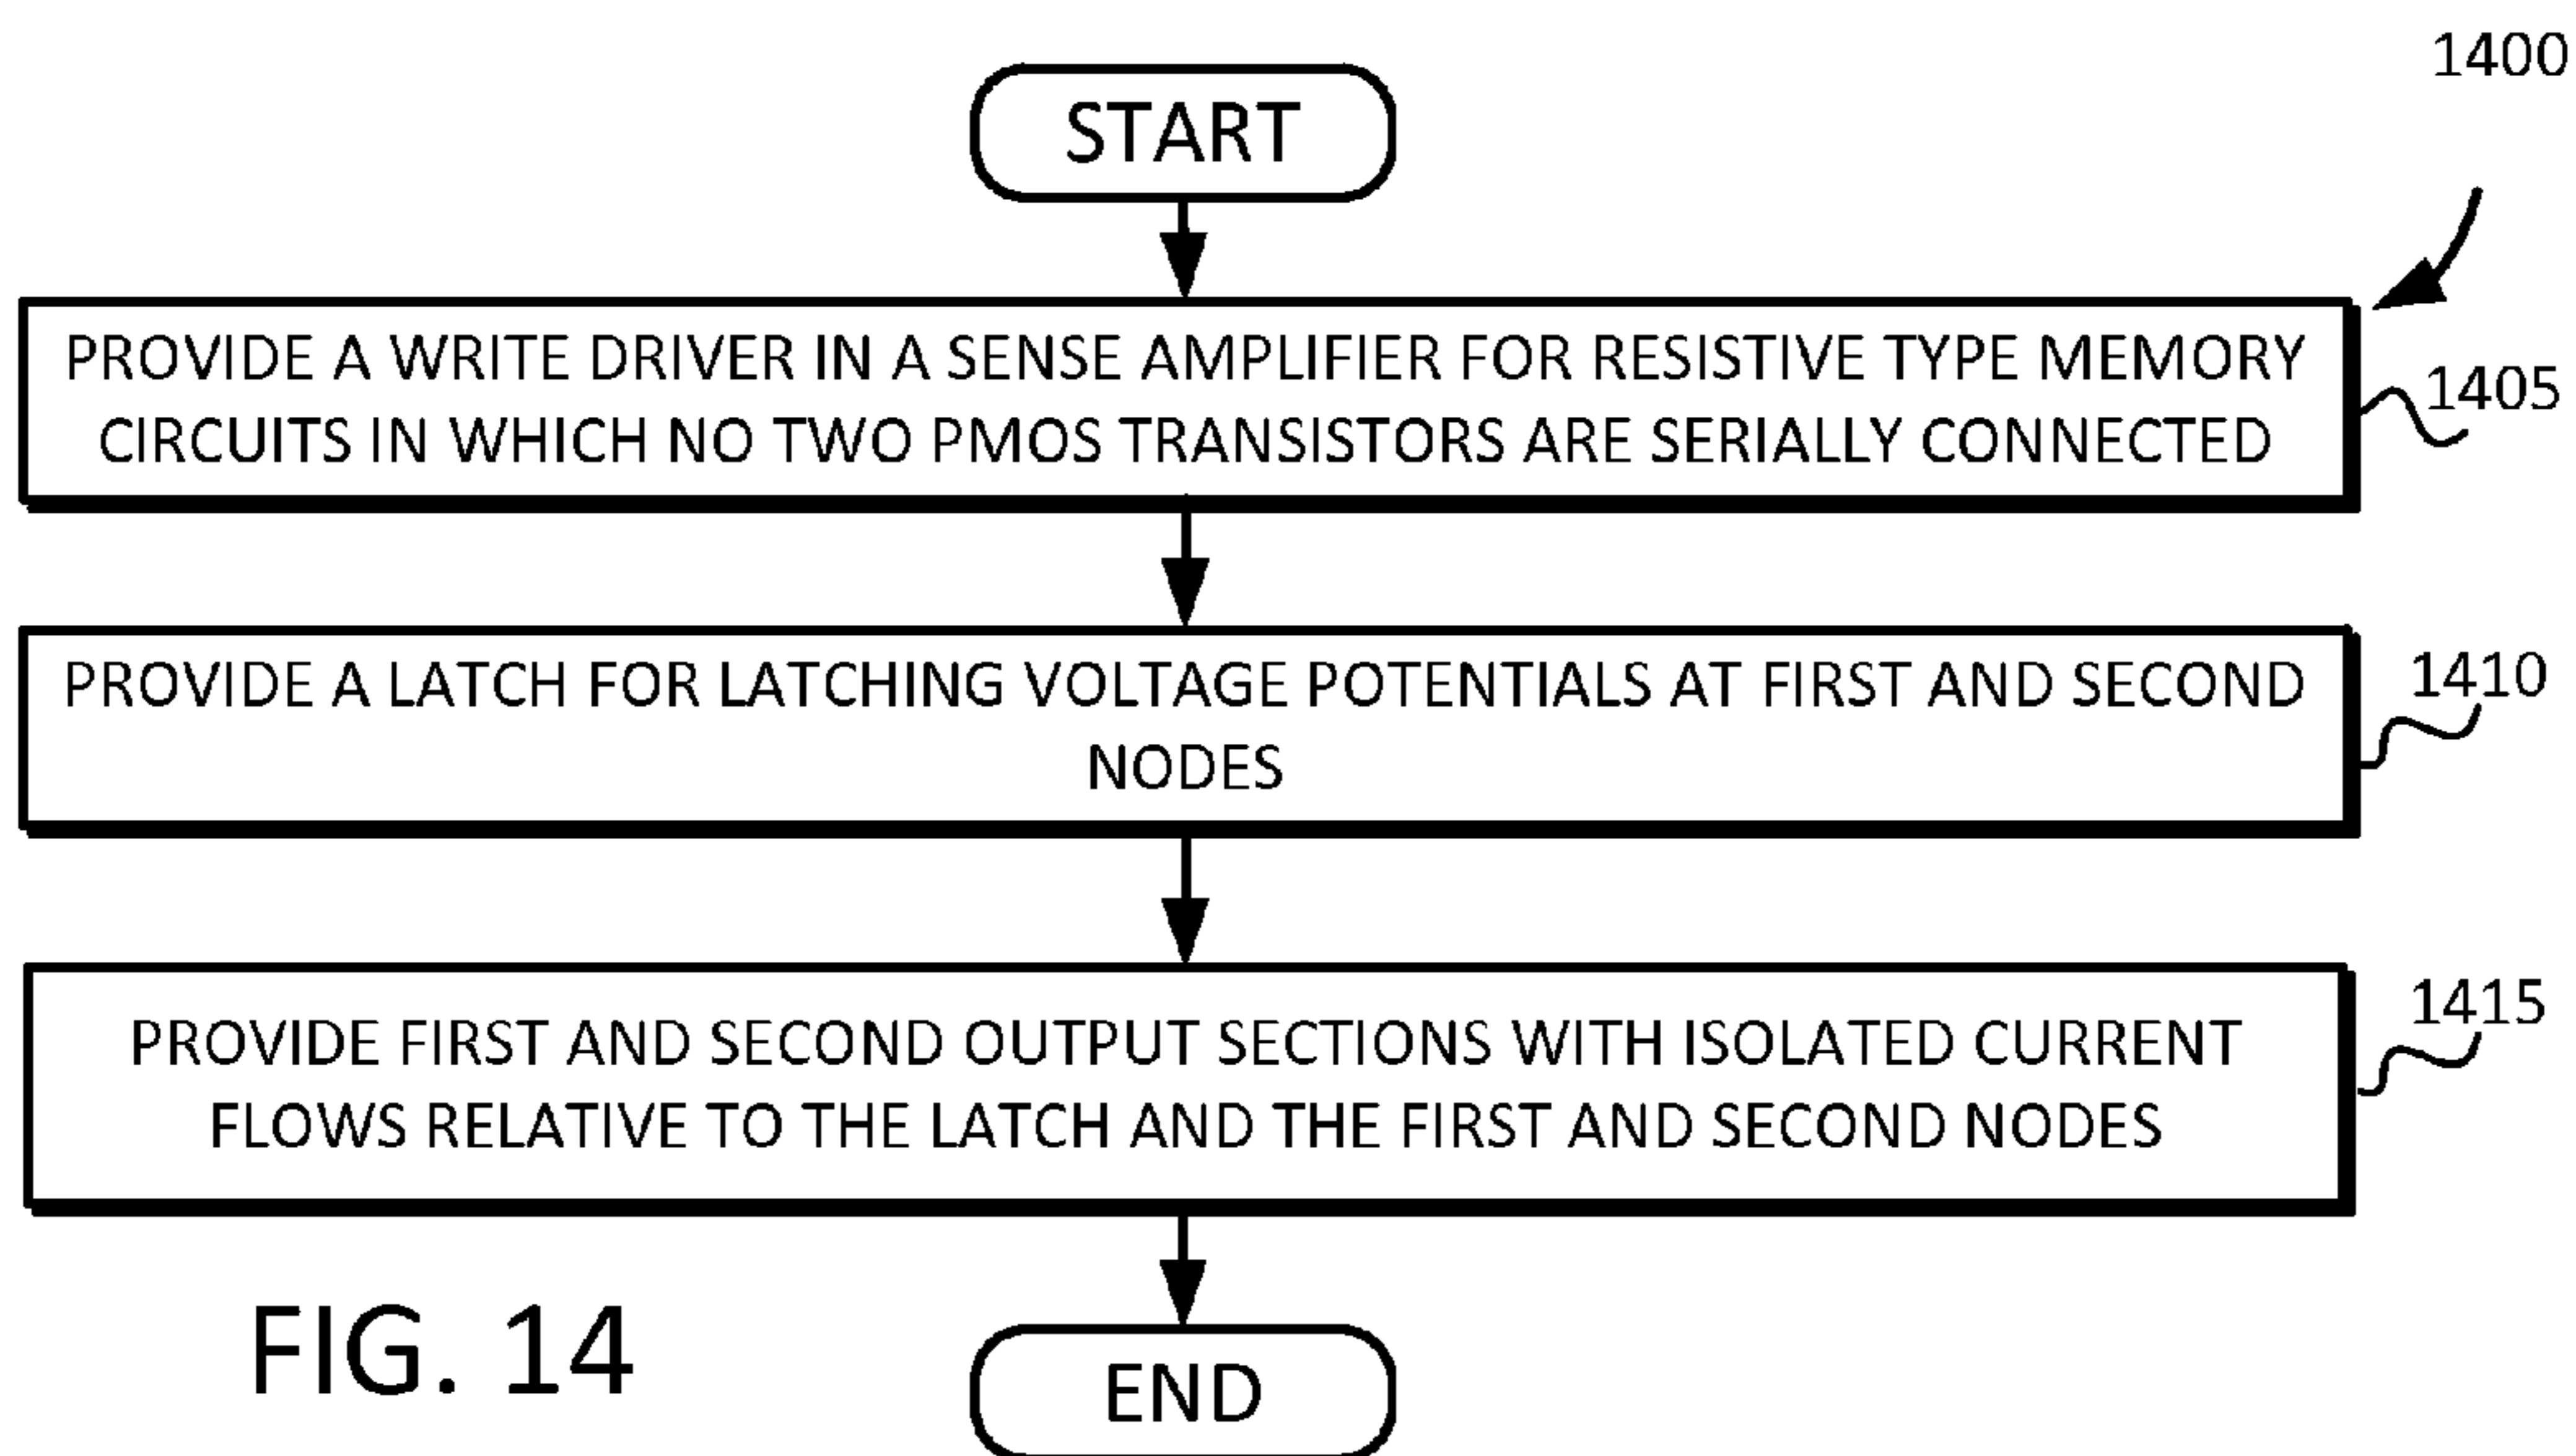 1400
START
PROVIDE A WRITE DRIVER IN A SENSE AMPLIFIER FOR RESISTIVE TYPE MEMORY
CIRCUITS IN WHICH NO TWO PMOS TRANSISTORS ARE SERIALLY CONNECTED
1405
PROVIDE A LATCH FOR LATCHING VOLTAGE POTENTIALS AT FIRST AND SECOND
NODES
1410
PROVIDE FIRST AND SECOND OUTPUT SECTIONS WITH ISOLATED CURRENT
FLOWS RELATIVE TO THE LATCH AND THE FIRST AND SECOND NODES
1415
END
FIG. 14